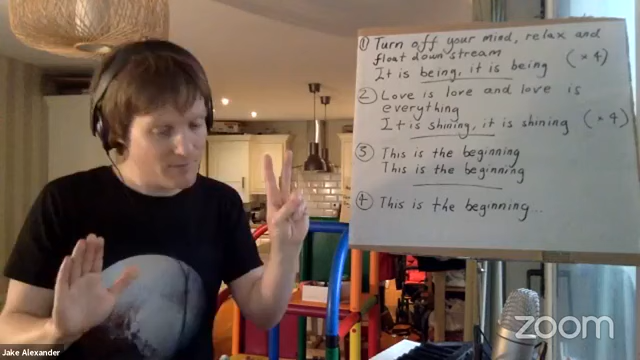 ① Turn off your mind, relax and
float down stream
It is being, it is being (×4)
② Love is love and love is
everything
It is shining, it is shining (×4)
③ This is the beginning
This is the beginning
④ This is the beginning...
Jake Alexander
zoom